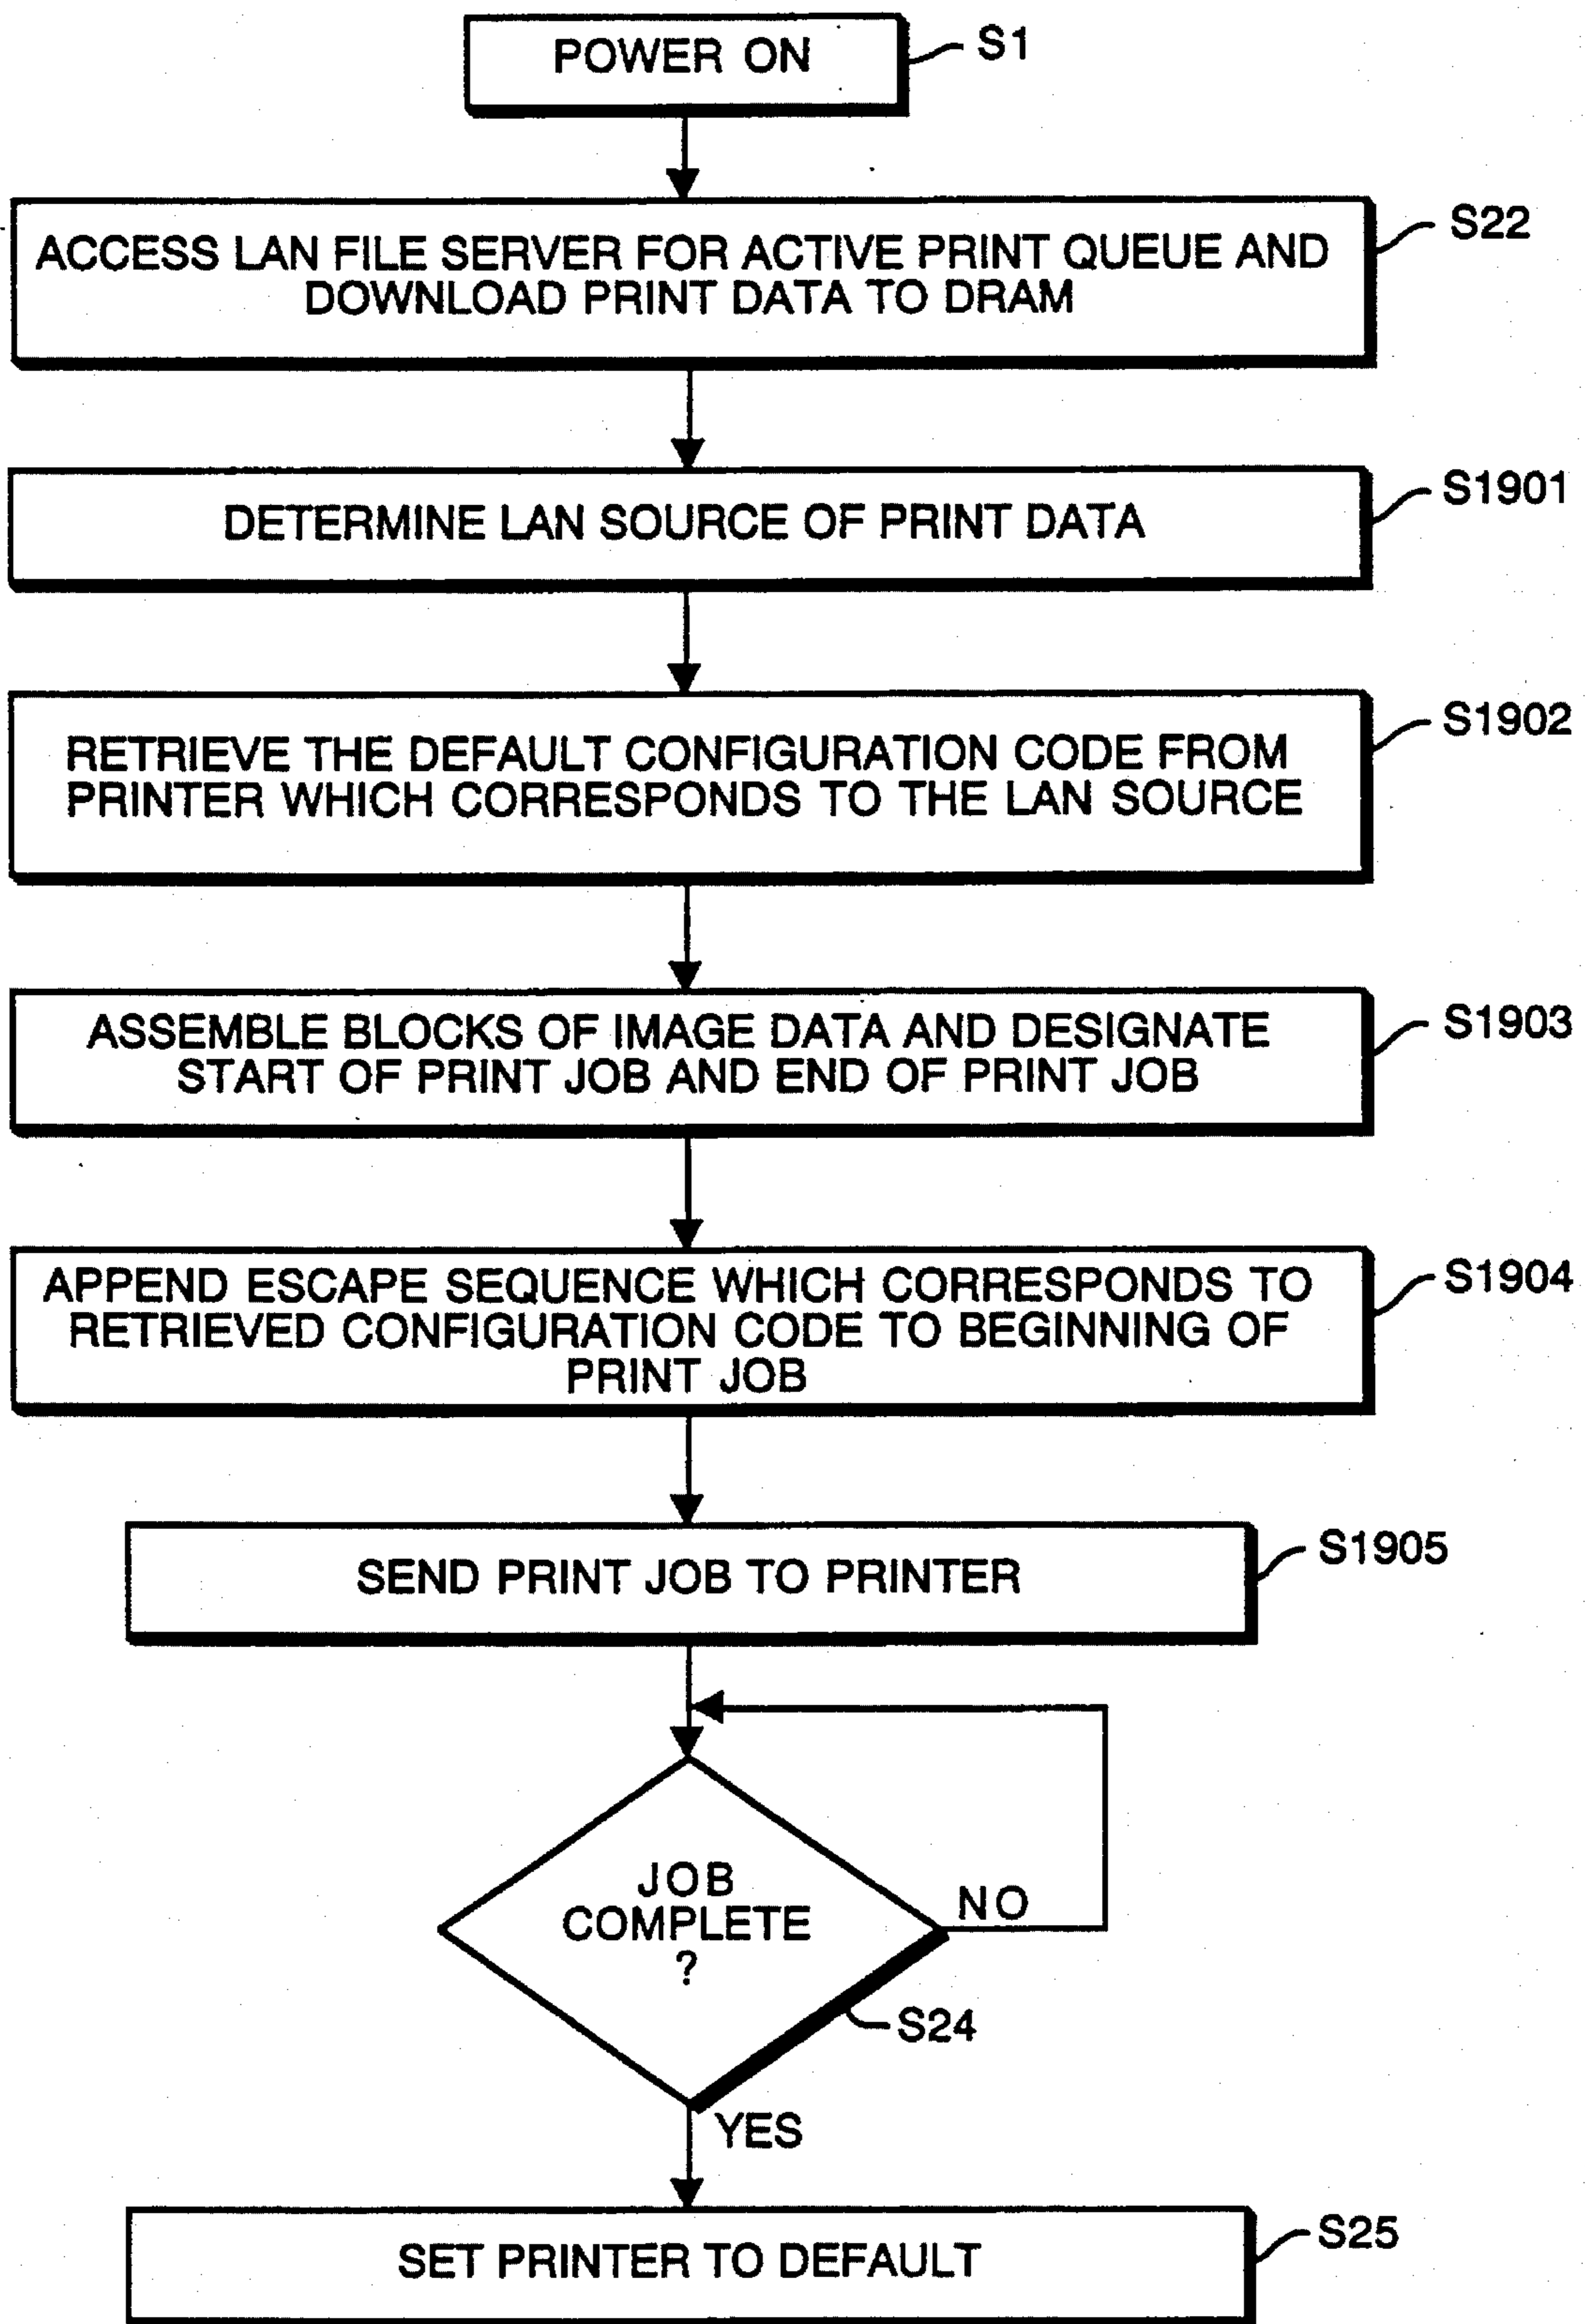 POWER ON
S1
ACCESS LAN FILE SERVER FOR ACTIVE PRINT QUEUE AND
DOWNLOAD PRINT DATA TO DRAM
S22
DETERMINE LAN SOURCE OF PRINT DATA
S1901
RETRIEVE THE DEFAULT CONFIGURATION CODE FROM
PRINTER WHICH CORRESPONDS TO THE LAN SOURCE
S1902
ASSEMBLE BLOCKS OF IMAGE DATA AND DESIGNATE
START OF PRINT JOB AND END OF PRINT JOB
S1903
APPEND ESCAPE SEQUENCE WHICH CORRESPONDS TO
RETRIEVED CONFIGURATION CODE TO BEGINNING OF
PRINT JOB
S1904
SEND PRINT JOB TO PRINTER
S1905
JOB
COMPLETE
?
NO
S24
YES
SET PRINTER TO DEFAULT
S25